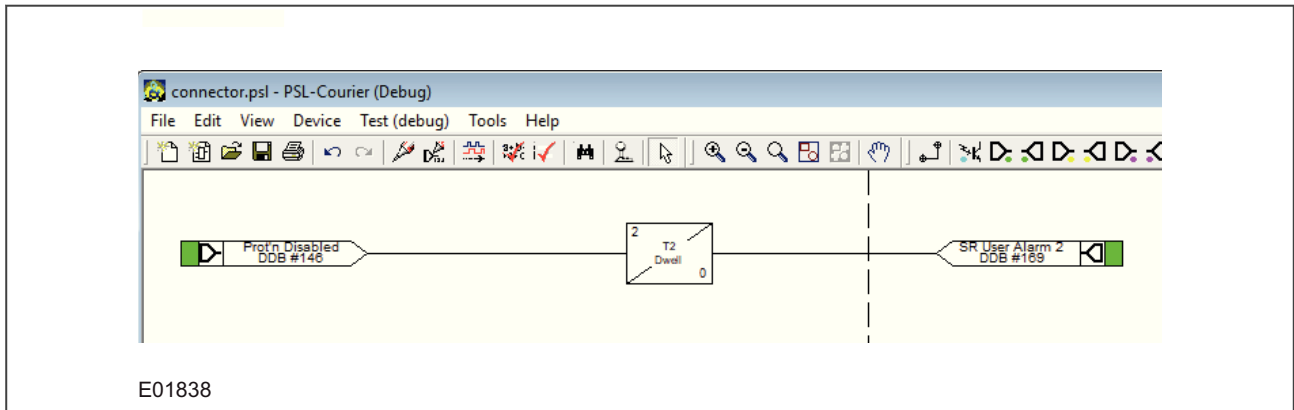 connector.psl - PSL-Courier (Debug)
File Edit View Device Test (debug) Tools Help
Prot'n Disabled
DDB #146
2
T2
Dwell
0
SR User Alarm 2
DDB #169
E01838